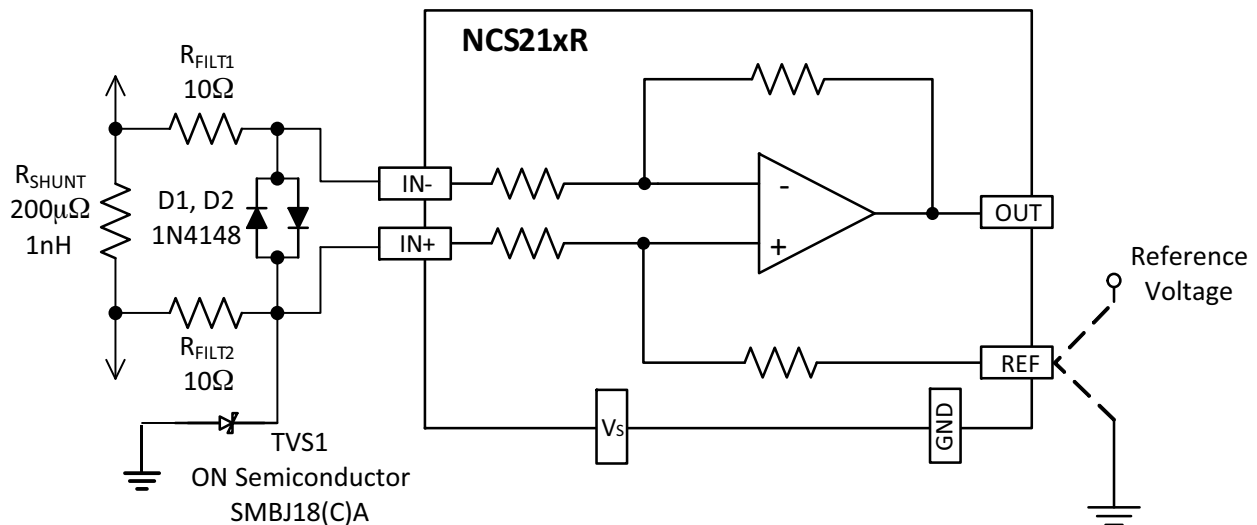 NCS21xR
R_FILT1
10Ω
R_SHUNT
200μΩ
1nH
D1, D2
1N4148
IN-
IN+
-
+
OUT
Reference
Voltage
R_FILT2
10Ω
REF
V_S
GND
TVS1
ON Semiconductor
SMBJ18(C)A